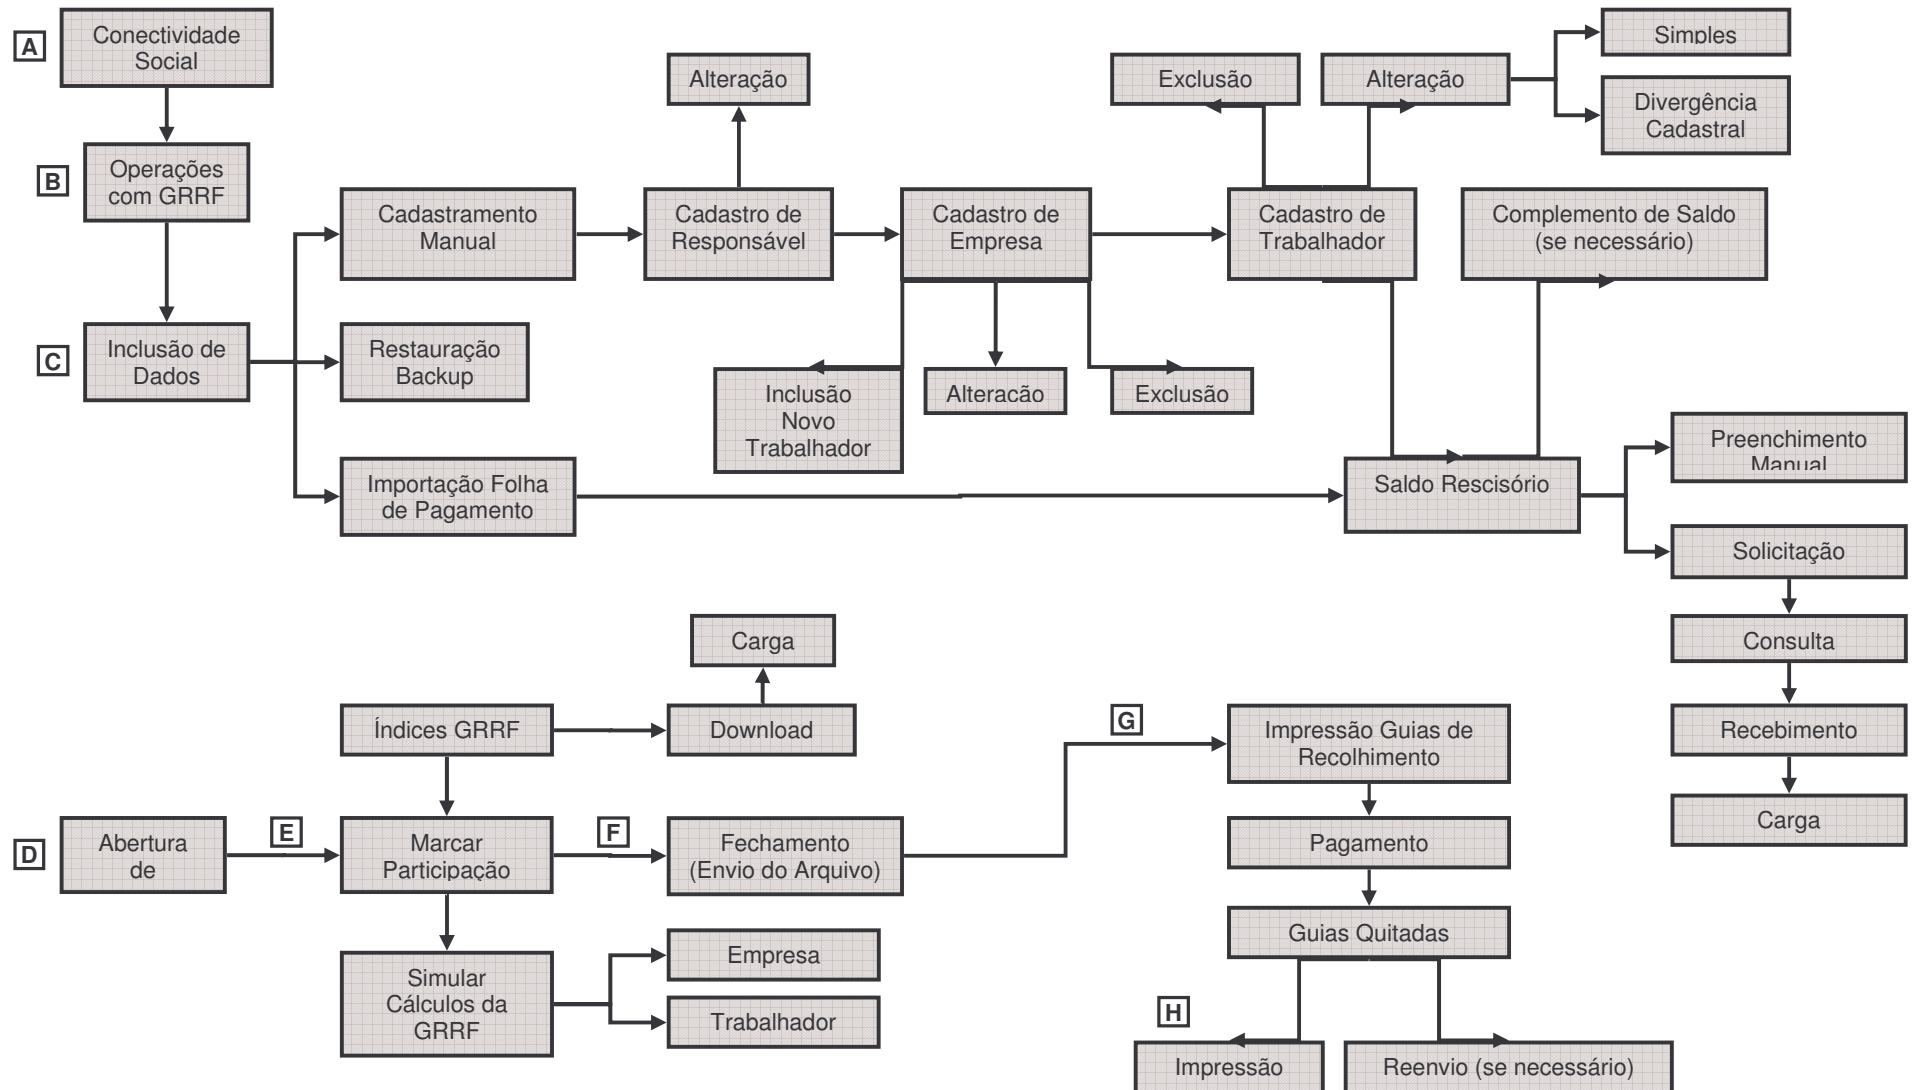 A
Conectividade
Social
B
Operações
com GRRF
C
Inclusão de
Dados
Cadastramento
Manual
Restauração
Backup
Importação Folha
de Pagamento
Alteração
Cadastro de
Responsável
Cadastro de
Empresa
Inclusão
Novo
Trabalhador
Alteracão
Exclusão
Exclusão
Alteração
Simples
Divergência
Cadastral
Cadastro de
Trabalhador
Complemento de Saldo
(se necessário)
Saldo Rescisório
Preenchimento
Manual
Solicitação
Consulta
Recebimento
Carga
Carga
Índices GRRF
Download
D
Abertura
de
E
Marcar
Participação
F
Fechamento
(Envio do Arquivo)
Simular
Cálculos da
GRRF
Empresa
Trabalhador
G
Impressão Guias de
Recolhimento
Pagamento
Guias Quitadas
H
Impressão
Reenvio (se necessário)